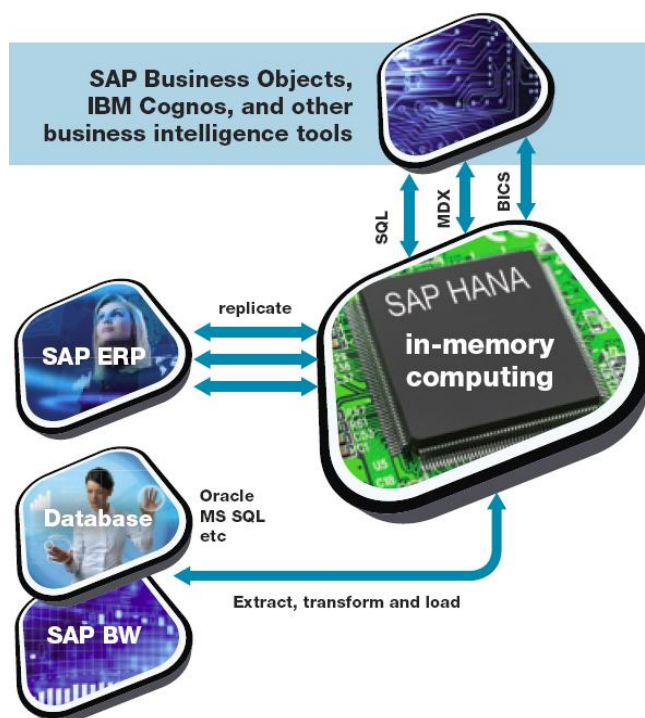 SAP Business Objects,
IBM Cognos, and other
business intelligence tools
SQL
MDX
BICS
SAP HANA
in-memory
computing
replicate
SAP ERP
Database
Oracle
MS SQL
etc
Extract, transform and load
SAP BW